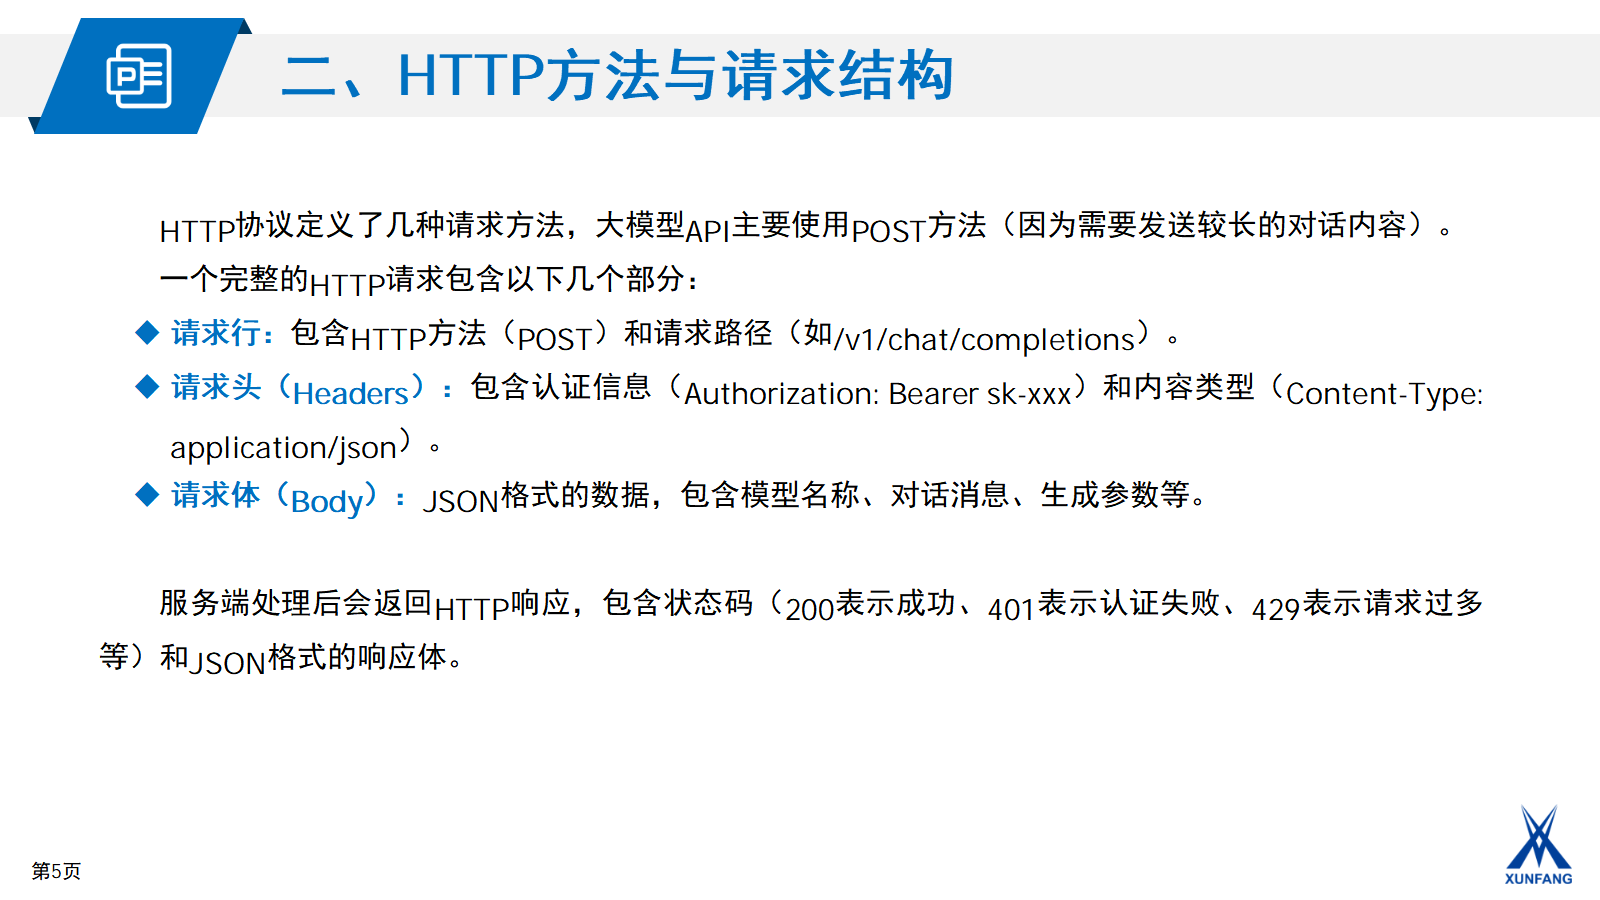 二、HTTP方法与请求结构
HTTP协议定义了几种请求方法，大模型API主要使用POST方法（因为需要发送较长的对话内容）。
一个完整的HTTP请求包含以下几个部分：
◆ 请求行：包含HTTP方法（POST）和请求路径（如/v1/chat/completions）。
◆ 请求头（Headers）：包含认证信息（Authorization: Bearer sk-xxx）和内容类型（Content-Type:
application/json）。
◆ 请求体（Body）：JSON格式的数据，包含模型名称、对话消息、生成参数等。
服务端处理后会返回HTTP响应，包含状态码（200表示成功、401表示认证失败、429表示请求过多
等）和JSON格式的响应体。
第5页
XUNFANG